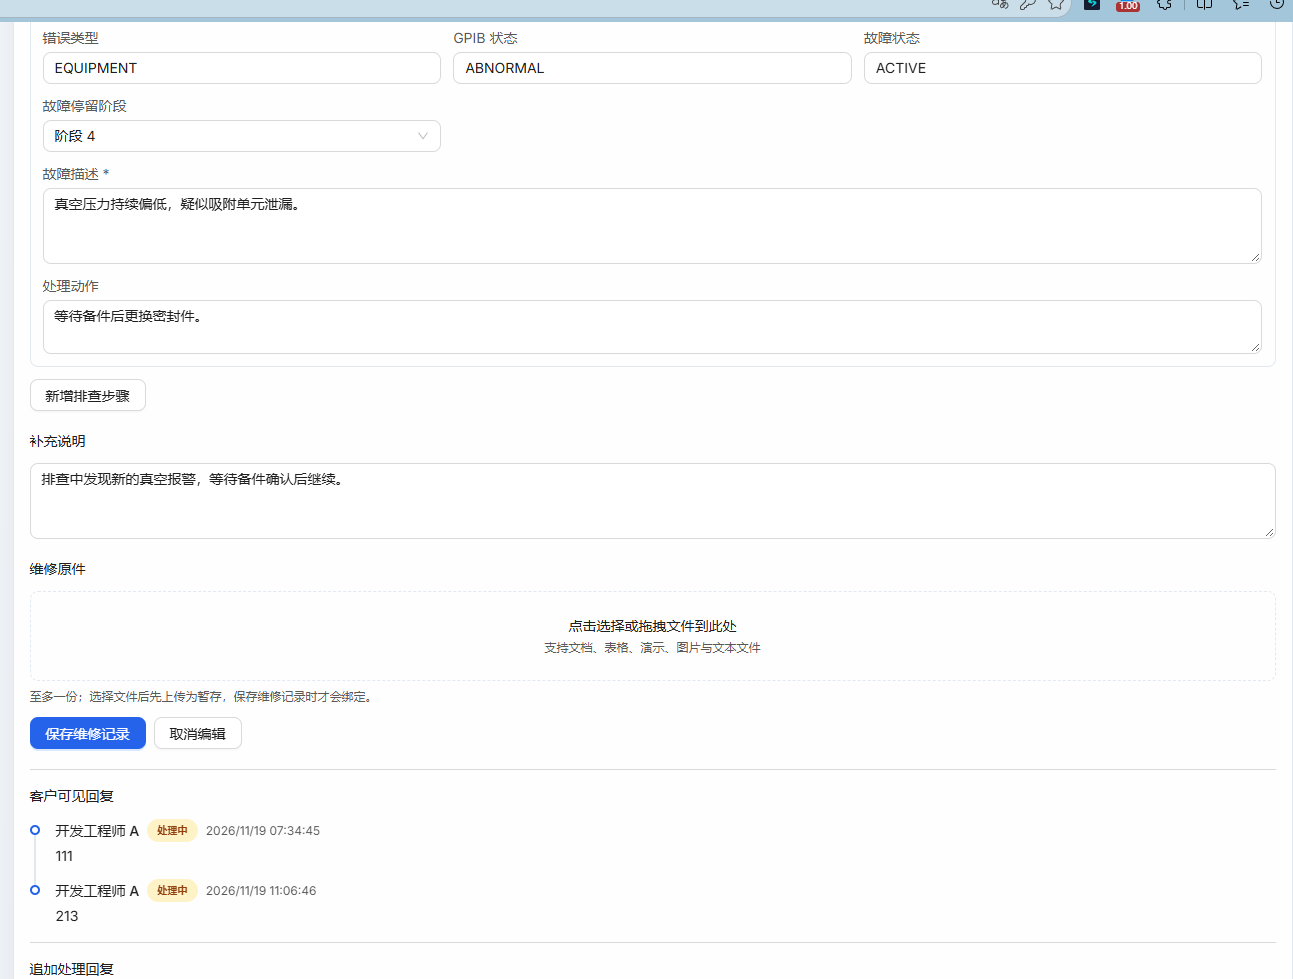 1.00
错误类型
GPIB 状态
故障状态
EQUIPMENT
ABNORMAL
ACTIVE
故障停留阶段
阶段 4
故障描述 *
真空压力持续偏低，疑似吸附单元泄漏。
处理动作
等待备件后更换密封件。
新增排查步骤
补充说明
排查中发现新的真空报警，等待备件确认后继续。
维修原件
点击选择或拖拽文件到此处
支持文档、表格、演示、图片与文本文件
至多一份；选择文件后先上传为暂存，保存维修记录时才会绑定。
保存维修记录
取消编辑
客户可见回复
开发工程师 A 处理中 2026/11/19 07:34:45
111
开发工程师 A 处理中 2026/11/19 11:06:46
213
追加处理回复